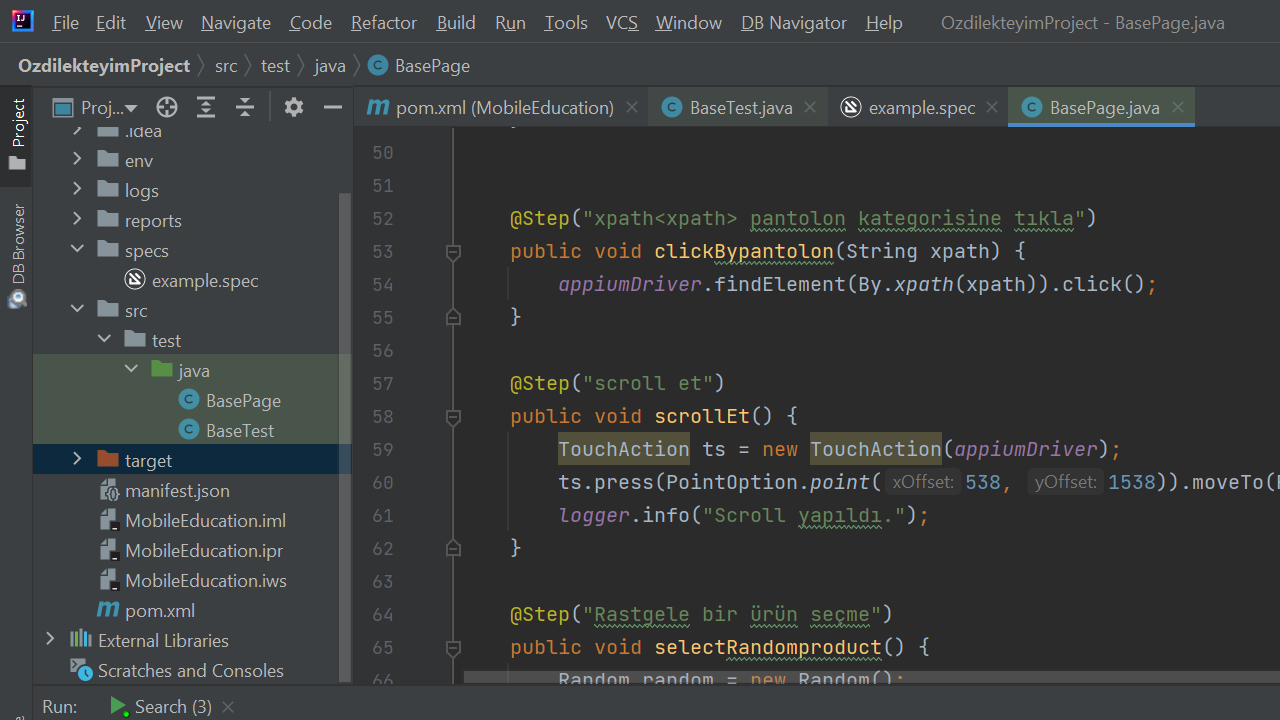 File Edit View Navigate Code Refactor Build Run Tools VCS Window DB Navigator Help OzdilekteyimProject - BasePage.java
OzdilekteyimProject src test java BasePage
Project
DB Browser
Proj...
pom.xml (MobileEducation) BaseTest.java example.spec BasePage.java
.idea
env
logs
reports
specs
example.spec
src
test
java
BasePage
BaseTest
target
manifest.json
MobileEducation.iml
MobileEducation.ipr
MobileEducation.iws
pom.xml
External Libraries
Scratches and Consoles
50
51
52 @Step("xpath<xpath> pantolon kategorisine tıkla")
53 public void clickBypantolon(String xpath) {
54 appiumDriver.findElement(By.xpath(xpath)).click();
55 }
56
57 @Step("scroll et")
58 public void scrollEt() {
59 TouchAction ts = new TouchAction(appiumDriver);
60 ts.press(PointOption.point( xOffset: 538, yOffset: 1538)).moveTo(
61 logger.info("Scroll yapıldı.");
62 }
63
64 @Step("Rastgele bir ürün seçme")
65 public void selectRandomproduct() {
66 Random random = new Random();
Run: Search (3)